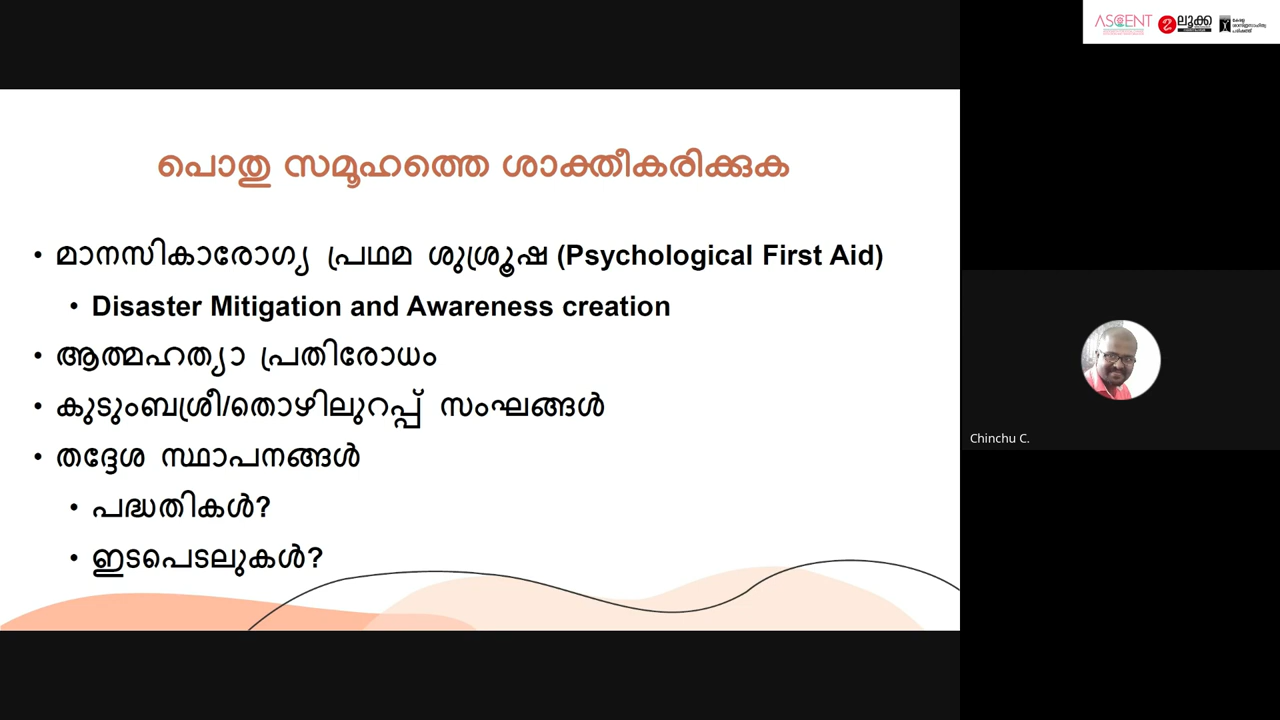 ASCENT ലൂക്ക
പൊതു സമൂഹത്തെ ശാക്തീകരിക്കുക
• മാനസികാരോഗ്യ പ്രഥമ ശുശ്രൂഷ (Psychological First Aid)
• Disaster Mitigation and Awareness creation
• ആത്മഹത്യാ പ്രതിരോധം
• കുടുംബശ്രീ/തൊഴിലുറപ്പ് സംഘങ്ങൾ
• തദ്ദേശ സ്ഥാപനങ്ങൾ
• പദ്ധതികൾ?
• ഇടപെടലുകൾ?
Chinchu C.